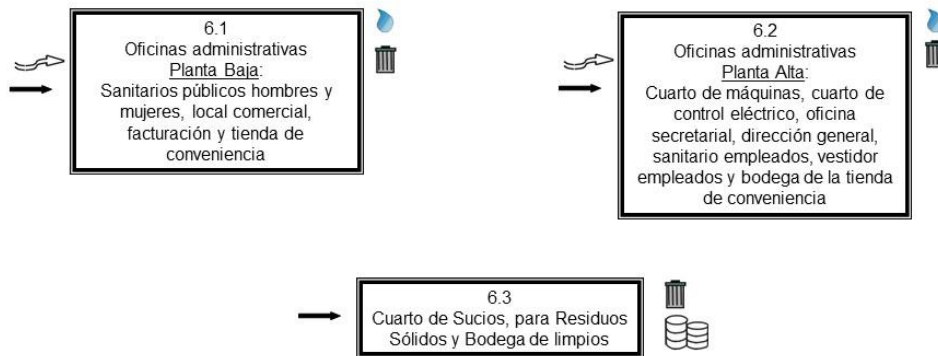 6.1
Oficinas administrativas
Planta Baja:
Sanitarios públicos hombres y
mujeres, local comercial,
facturación y tienda de
conveniencia
6.2
Oficinas administrativas
Planta Alta:
Cuarto de máquinas, cuarto de
control eléctrico, oficina
secretarial, dirección general,
sanitario empleados, vestidor
empleados y bodega de la tienda
de conveniencia
6.3
Cuarto de Sucios, para Residuos
Sólidos y Bodega de limpios